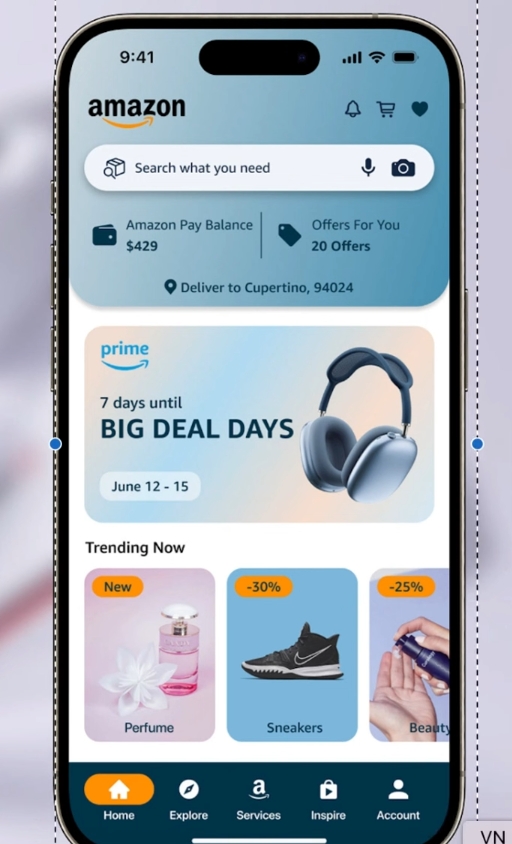 9:41
amazon
Search what you need
Amazon Pay Balance
$429
Offers For You
20 Offers
Deliver to Cupertino, 94024
prime
7 days until
BIG DEAL DAYS
June 12 - 15
Trending Now
New
-30%
-25%
Perfume
Sneakers
Beauty
a
Home
Explore
Services
Inspire
Account
VN